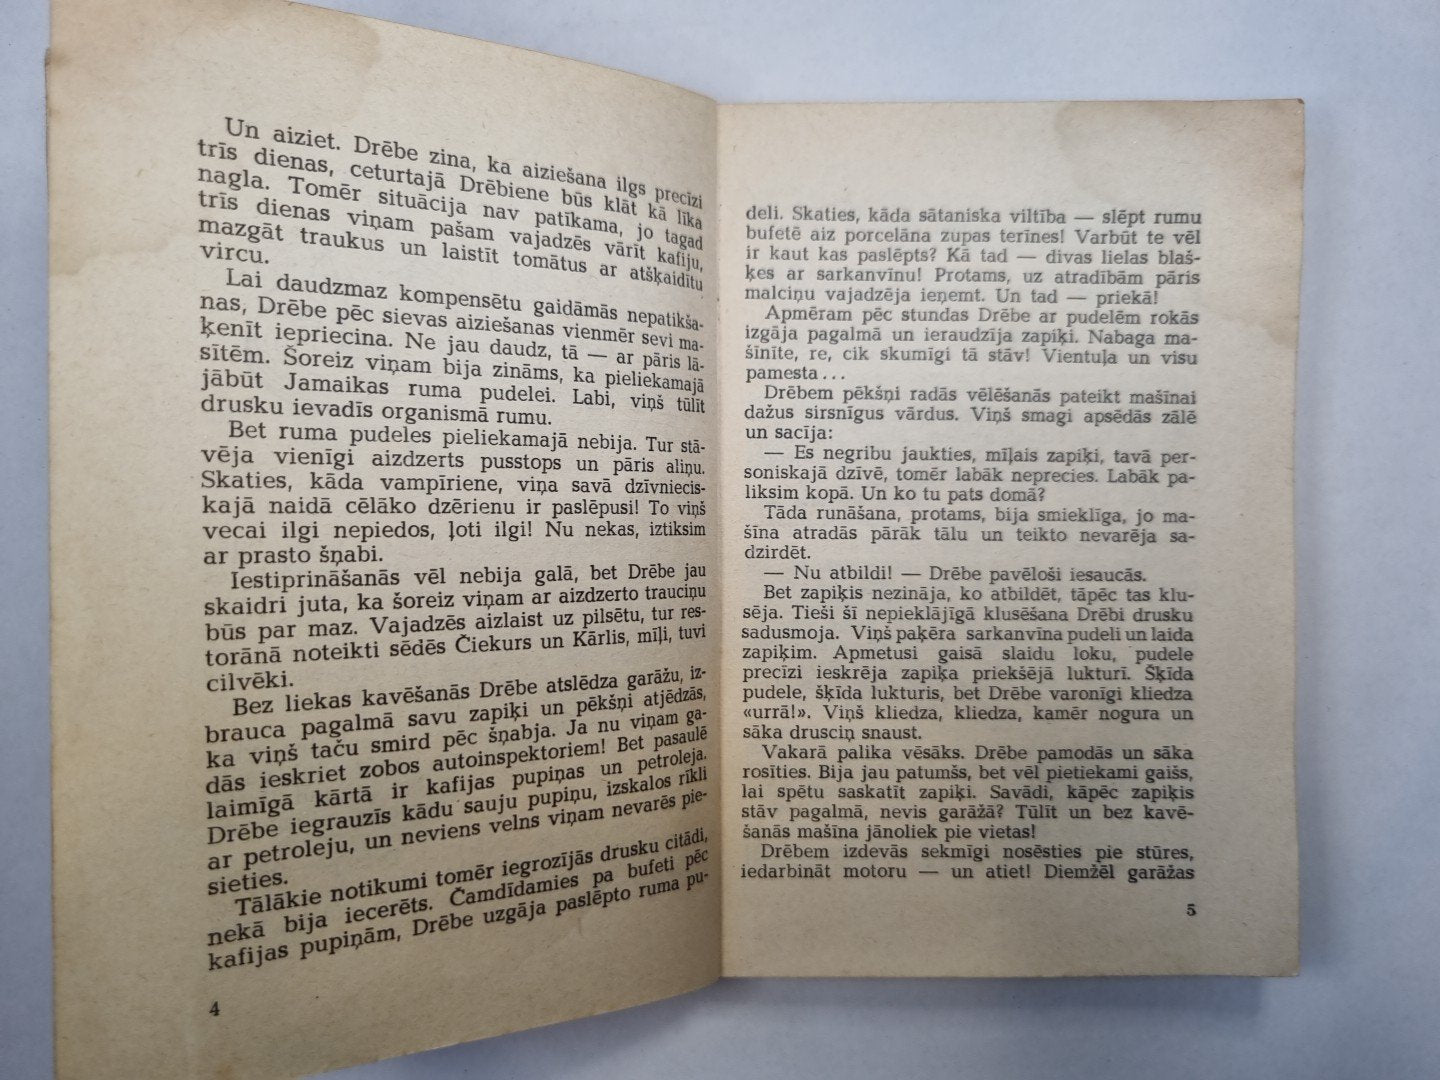 Un aiziet. Drēbe zina, ka aiziešana ilgs precīzi
trīs dienas, ceturtajā Drēbiene būs klāt kā līka
nagla. Tomēr situācija nav patīkama, jo tagad
trīs dienas viņam pašam vajadzēs vārīt kafiju,
mazgāt traukus un laistīt tomātus ar atšķaidītu
vircu.
Lai daudzmaz kompensētu gaidāmās nepatikša-
nas, Drēbe pēc sievas aiziešanas vienmēr sevi ma-
ķenīt iepriecina. Ne jau daudz, tā — ar pāris lā-
sītēm. Šoreiz viņam bija zināms, ka pieliekamajā
jābūt Jamaikas ruma pudelei. Labi, viņš tūlīt
drusku ievadīs organismā rumu.
Bet ruma pudeles pieliekamajā nebija. Tur stā-
vēja vienīgi aizdzerts pusstops un pāris aliņu.
Skaties, kāda vampīriene, viņa savā dzīvniecis-
kajā naidā cēlāko dzērienu ir paslēpusi! To viņš
vecai ilgi nepiedos, ļoti ilgi! Nu nekas, iztiksim
ar prasto šņabi.
Iestiprināšanās vēl nebija galā, bet Drēbe jau
skaidri juta, ka šoreiz viņam ar aizdzerto trauciņu
būs par maz. Vajadzēs aizlaist uz pilsētu, tur res-
torānā noteikti sēdēs Čiekurs un Kārlis, mīļi, tuvi
cilvēki.
Bez liekas kavēšanās Drēbe atslēdza garāžu, iz-
brauca pagalmā savu zapiķi un pēkšņi atjēdzās,
ka viņš taču smird pēc šņabja. Ja nu viņam ga-
dās ieskriet zobos autoinspektoriem! Bet pasaulē
laimīgā kārtā ir kafijas pupiņas un petroleja.
Drēbe iegrauzīs kādu sauju pupiņu, izskalos rīkli
ar petroleju, un neviens velns viņam nevarēs pie-
sieties.
Tālākie notikumi tomēr iegrozījās drusku citādi,
nekā bija iecerēts. Čamdīdamies pa bufeti pēc
kafijas pupiņām, Drēbe uzgāja paslēpto ruma pu-
4
deli. Skaties, kāda sātaniska viltība — slēpt rumu
bufetē aiz porcelāna zupas terīnes! Varbūt te vēl
ir kaut kas paslēpts? Kā tad — divas lielas blaš-
ķes ar sarkanvīnu! Protams, uz atradībām pāris
malciņu vajadzēja ieņemt. Un tad — priekā!
Apmēram pēc stundas Drēbe ar pudelēm rokās
izgāja pagalmā un ieraudzīja zapiķi. Nabaga ma-
šīnīte, re, cik skumīgi tā stāv! Vientuļa un visu
pamesta...
Drēbem pēkšņi radās vēlēšanās pateikt mašīnai
dažus sirsnīgus vārdus. Viņš smagi apsēdās zālē
un sacīja:
— Es negribu jaukties, mīļais zapiķi, tavā per-
soniskajā dzīvē, tomēr labāk neprecies. Labāk pa-
liksim kopā. Un ko tu pats domā?
Tāda runāšana, protams, bija smieklīga, jo ma-
šīna atradās pārāk tālu un teikto nevarēja sa-
dzirdēt.
— Nu atbildi! — Drēbe pavēloši iesaucās.
Bet zapiķis nezināja, ko atbildēt, tāpēc tas klu-
sēja. Tieši šī nepieklājīgā klusēšana Drēbi drusku
sadusmoja. Viņš paķēra sarkanvīna pudeli un laida
zapiķim. Apmetusi gaisā slaidu loku, pudele
precīzi ieskrēja zapiķa priekšējā lukturī. Šķīda
pudele, šķīda lukturis, bet Drēbe varonīgi kliedza
«urrā!». Viņš kliedza, kliedza, kamēr nogura un
sāka drusciņ snaust.
Vakarā palika vēsāks. Drēbe pamodās un sāka
rosīties. Bija jau patumšs, bet vēl pietiekami gaišs,
lai spētu saskatīt zapiķi. Savādi, kāpēc zapiķis
stāv pagalmā, nevis garāžā? Tūlīt un bez kavē-
šanās mašīna jānoliek pie vietas!
Drēbem izdevās sekmīgi nosēsties pie stūres,
iedarbināt motoru — un atiet! Diemžēl garāžas
5